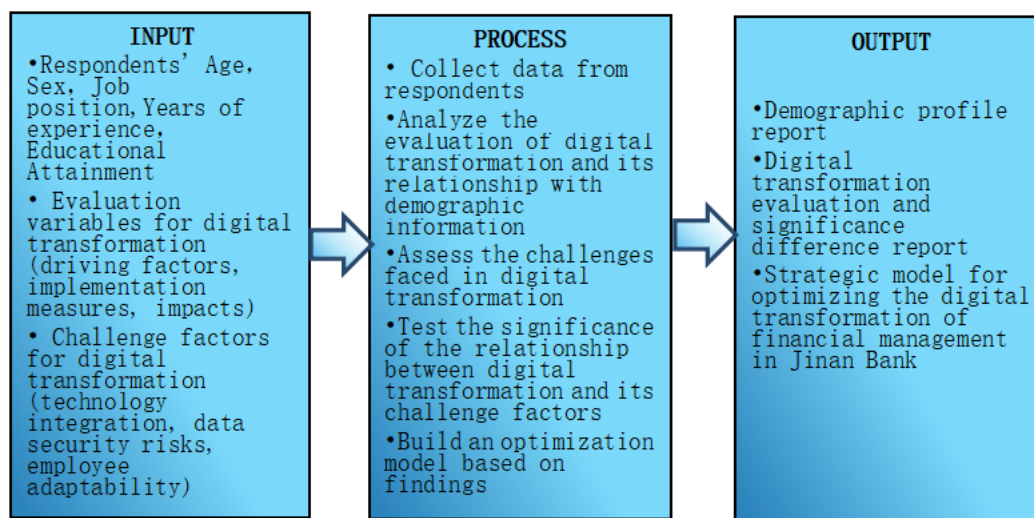 INPUT
•Respondents’ Age,
Sex, Job
position,Years of
experience,
Educational
Attainment
• Evaluation
variables for digital
transformation
(driving factors,
implementation
measures, impacts)
• Challenge factors
for digital
transformation
(technology
integration, data
security risks,
employee
adaptability)
PROCESS
• Collect data from
respondents
•Analyze the
evaluation of digital
transformation and its
relationship with
demographic
information
•Assess the challenges
faced in digital
transformation
•Test the significance
of the relationship
between digital
transformation and its
challenge factors
•Build an optimization
model based on
findings
OUTPUT
•Demographic profile
report
•Digital
transformation
evaluation and
significance
difference report
•Strategic model for
optimizing the digital
transformation of
financial management
in Jinan Bank